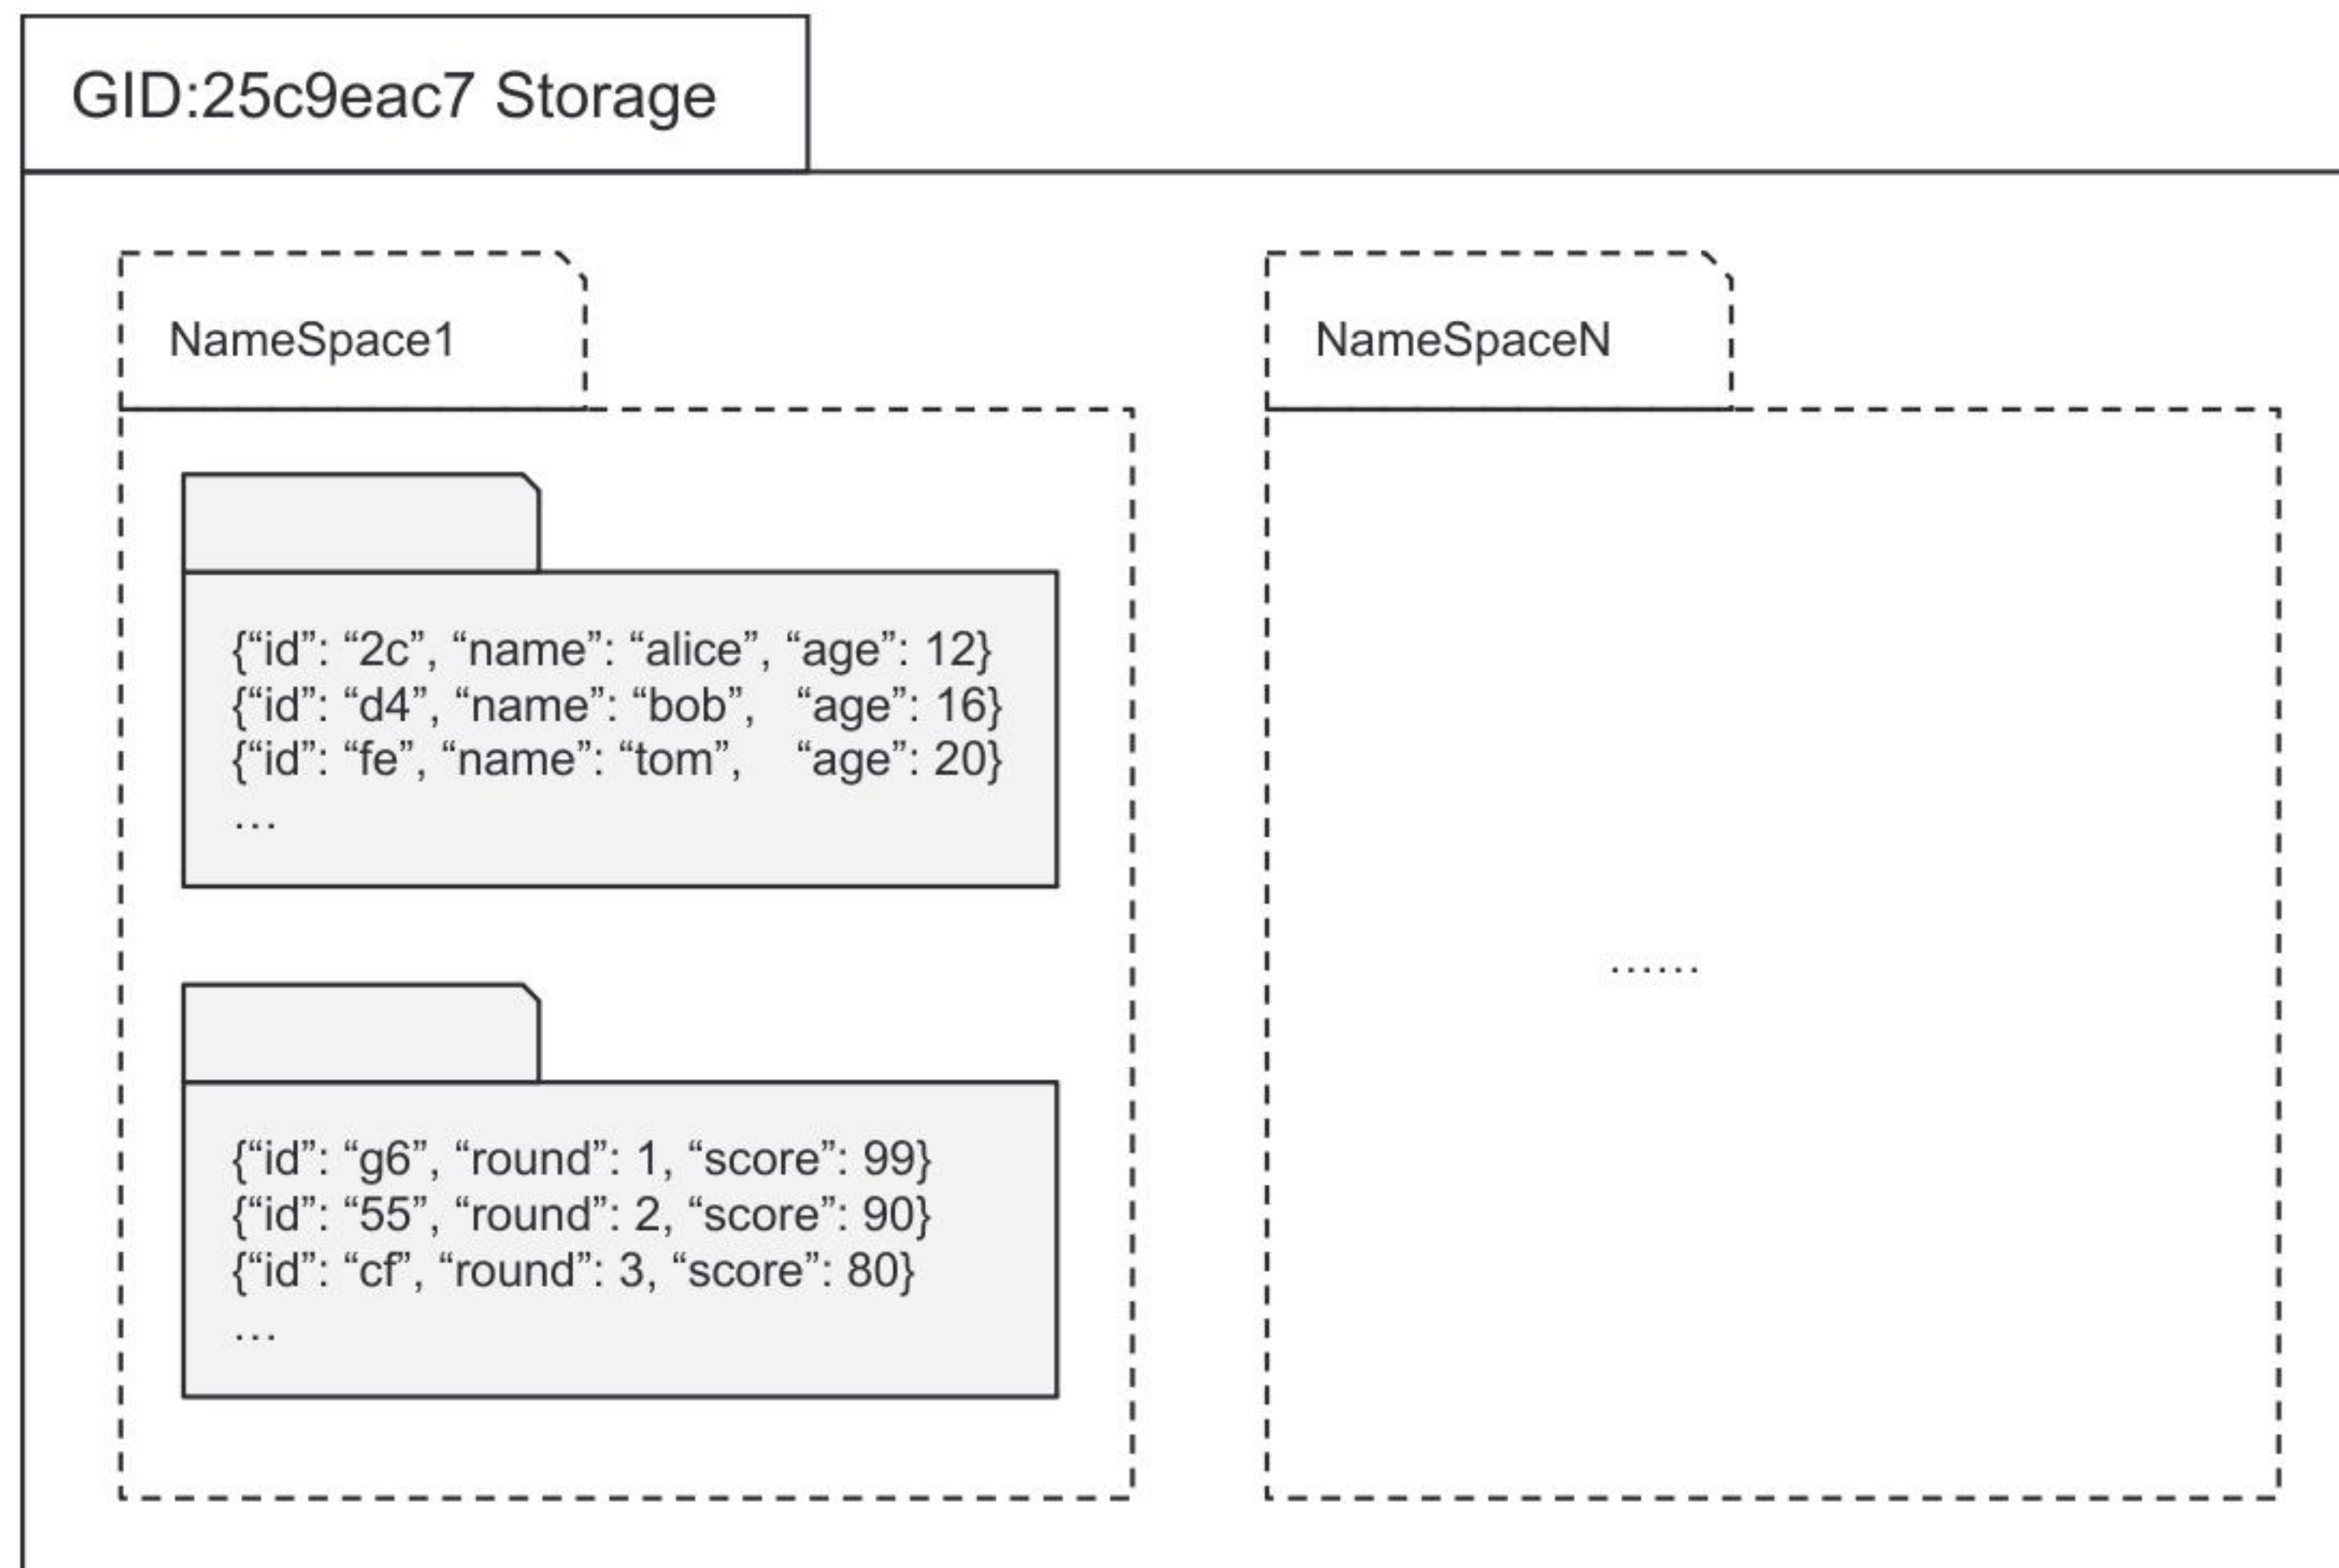 GID:25c9eac7 Storage
NameSpace1
{“id”: “2c”, “name”: “alice”, “age”: 12}
{“id”: “d4”, “name”: “bob”, “age”: 16}
{“id”: “fe”, “name”: “tom”, “age”: 20}
…
{“id”: “g6”, “round”: 1, “score”: 99}
{“id”: “55”, “round”: 2, “score”: 90}
{“id”: “cf”, “round”: 3, “score”: 80}
…
NameSpaceN
……